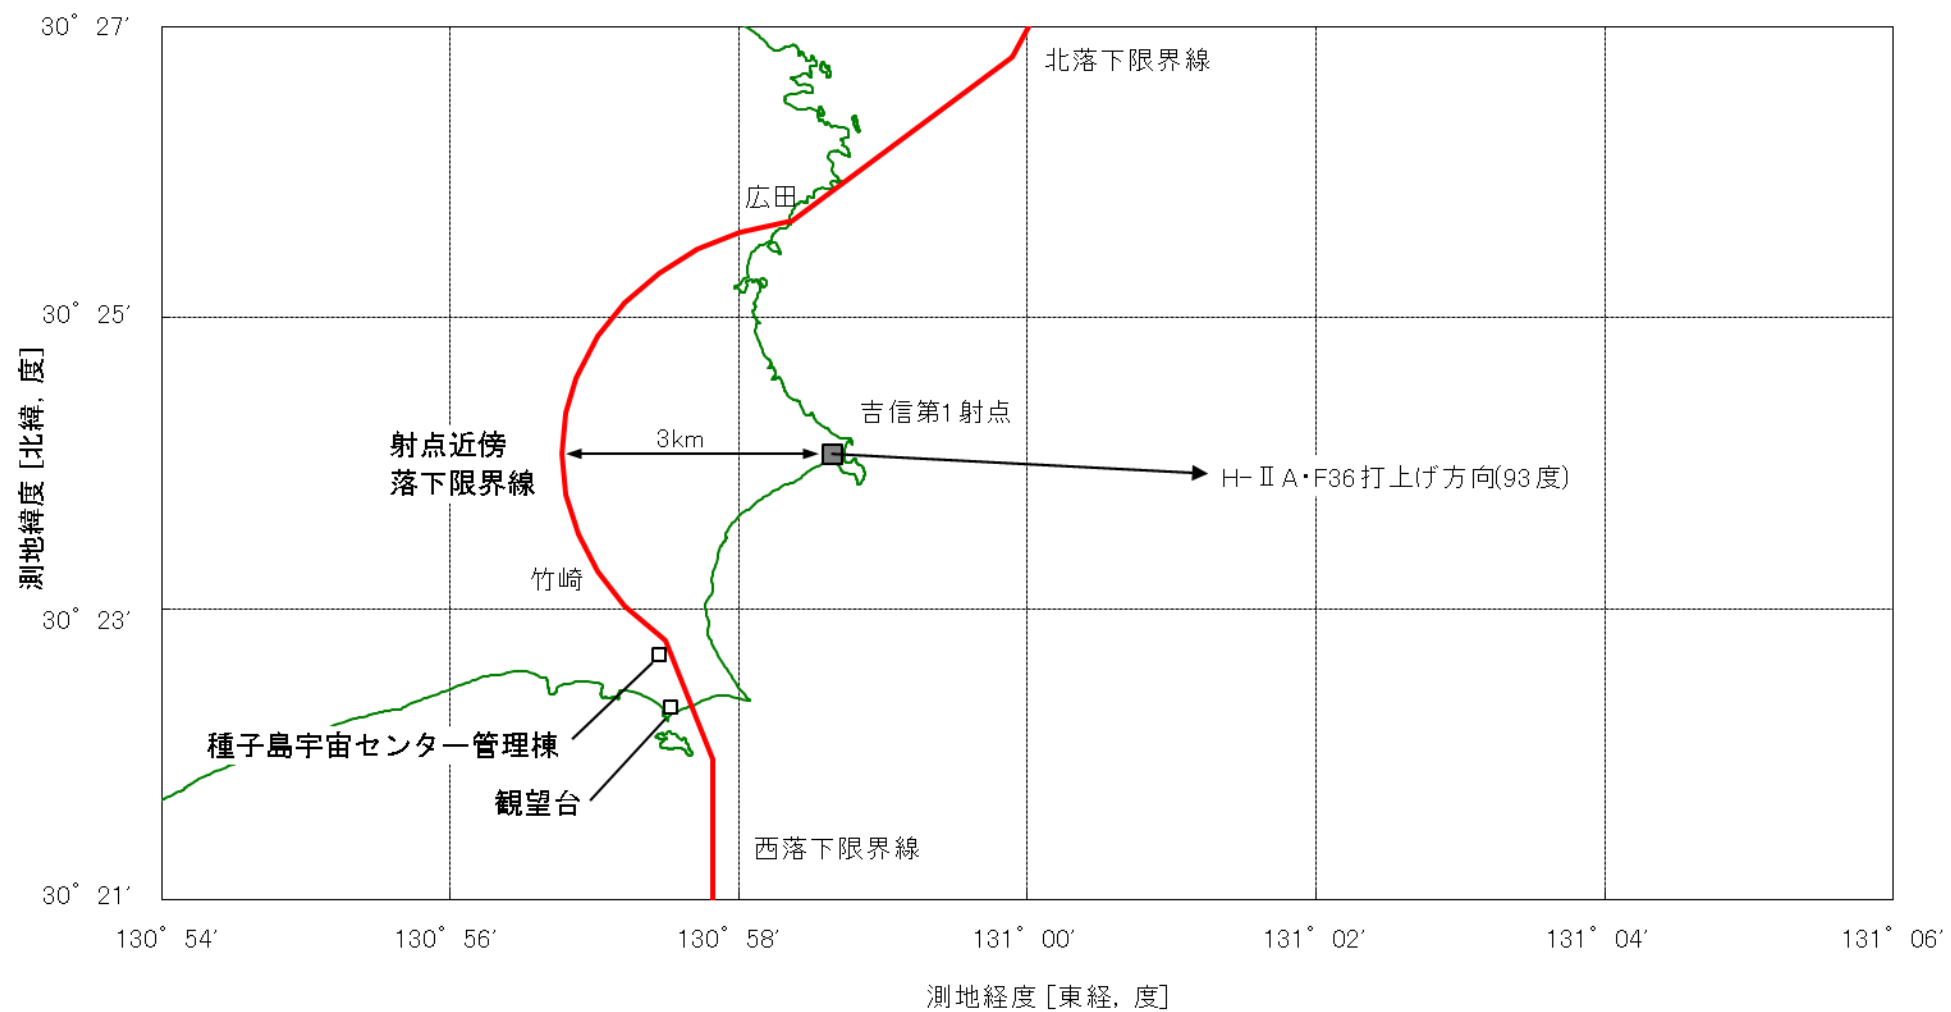 30° 27′
北落下限界線
広田
30° 25′
吉信第1射点
射点近傍
落下限界線
3km
H-ⅡA・F36打上げ方向(93度)
測地緯度[北緯, 度]
竹崎
30° 23′
種子島宇宙センター管理棟
観望台
西落下限界線
30° 21′
130° 54′
130° 56′
130° 58′
131° 00′
131° 02′
131° 04′
131° 06′
測地経度[東経, 度]